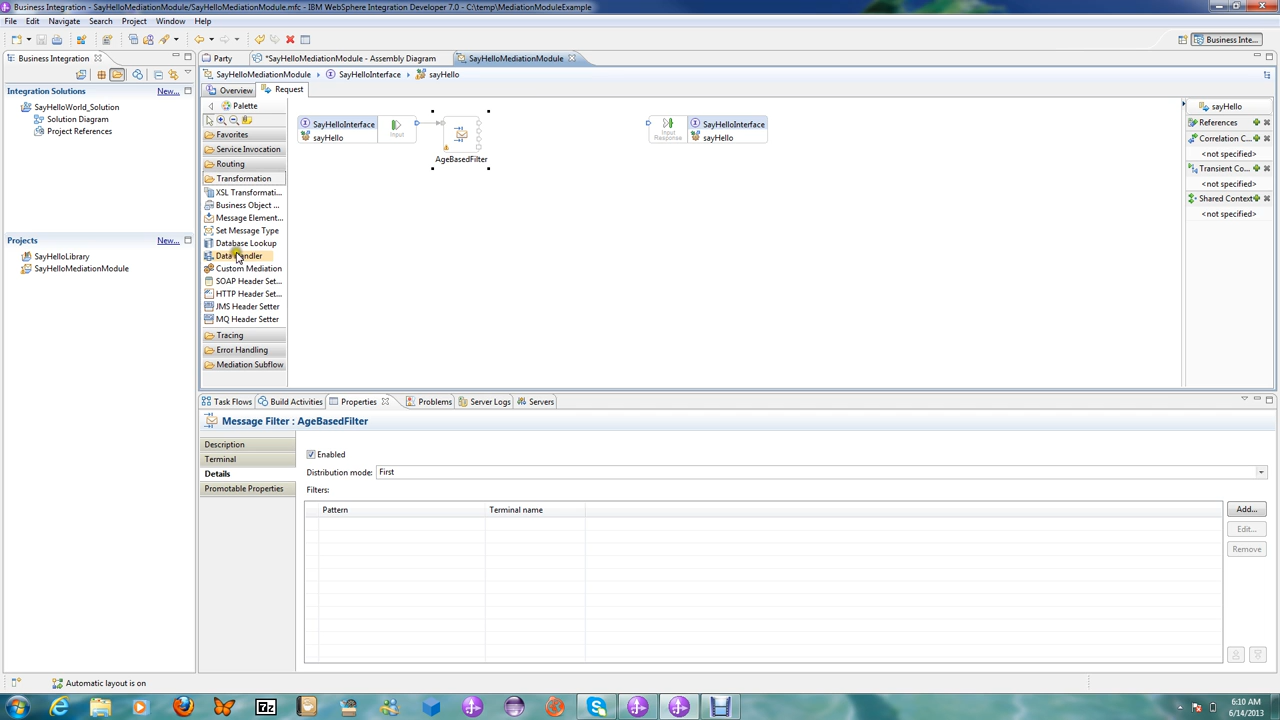 Business Integration - SayHelloMediationModule/SayHelloMediationModule.mfc - IBM WebSphere Integration Developer 7.0 - C:\temp\MediationModuleExample
File Edit Navigate Search Project Window Help
Business Inte...
Business Integration
Party *SayHelloMediationModule - Assembly Diagram SayHelloMediationModule
SayHelloMediationModule SayHelloInterface sayHello
Integration Solutions New...
SayHelloWorld_Solution
Solution Diagram
Project References
Projects New...
SayHelloLibrary
SayHelloMediationModule
Overview Request
Palette
Favorites
Service Invocation
Routing
Transformation
XSL Transformati...
Business Object ...
Message Element...
Set Message Type
Database Lookup
Data Handler
Custom Mediation
SOAP Header Set...
HTTP Header Set...
JMS Header Setter
MQ Header Setter
Tracing
Error Handling
Mediation Subflow
SayHelloInterface
sayHello
Input
AgeBasedFilter
Input
Response
SayHelloInterface
sayHello
sayHello
References
Correlation C...
<not specified>
Transient Co...
<not specified>
Shared Context
<not specified>
Task Flows Build Activities Properties Problems Server Logs Servers
Message Filter : AgeBasedFilter
Description
Terminal
Details
Promotable Properties
Enabled
Distribution mode: First
Filters:
Pattern Terminal name
Add...
Edit...
Remove
Automatic layout is on
7z
6:10 AM
6/14/2013